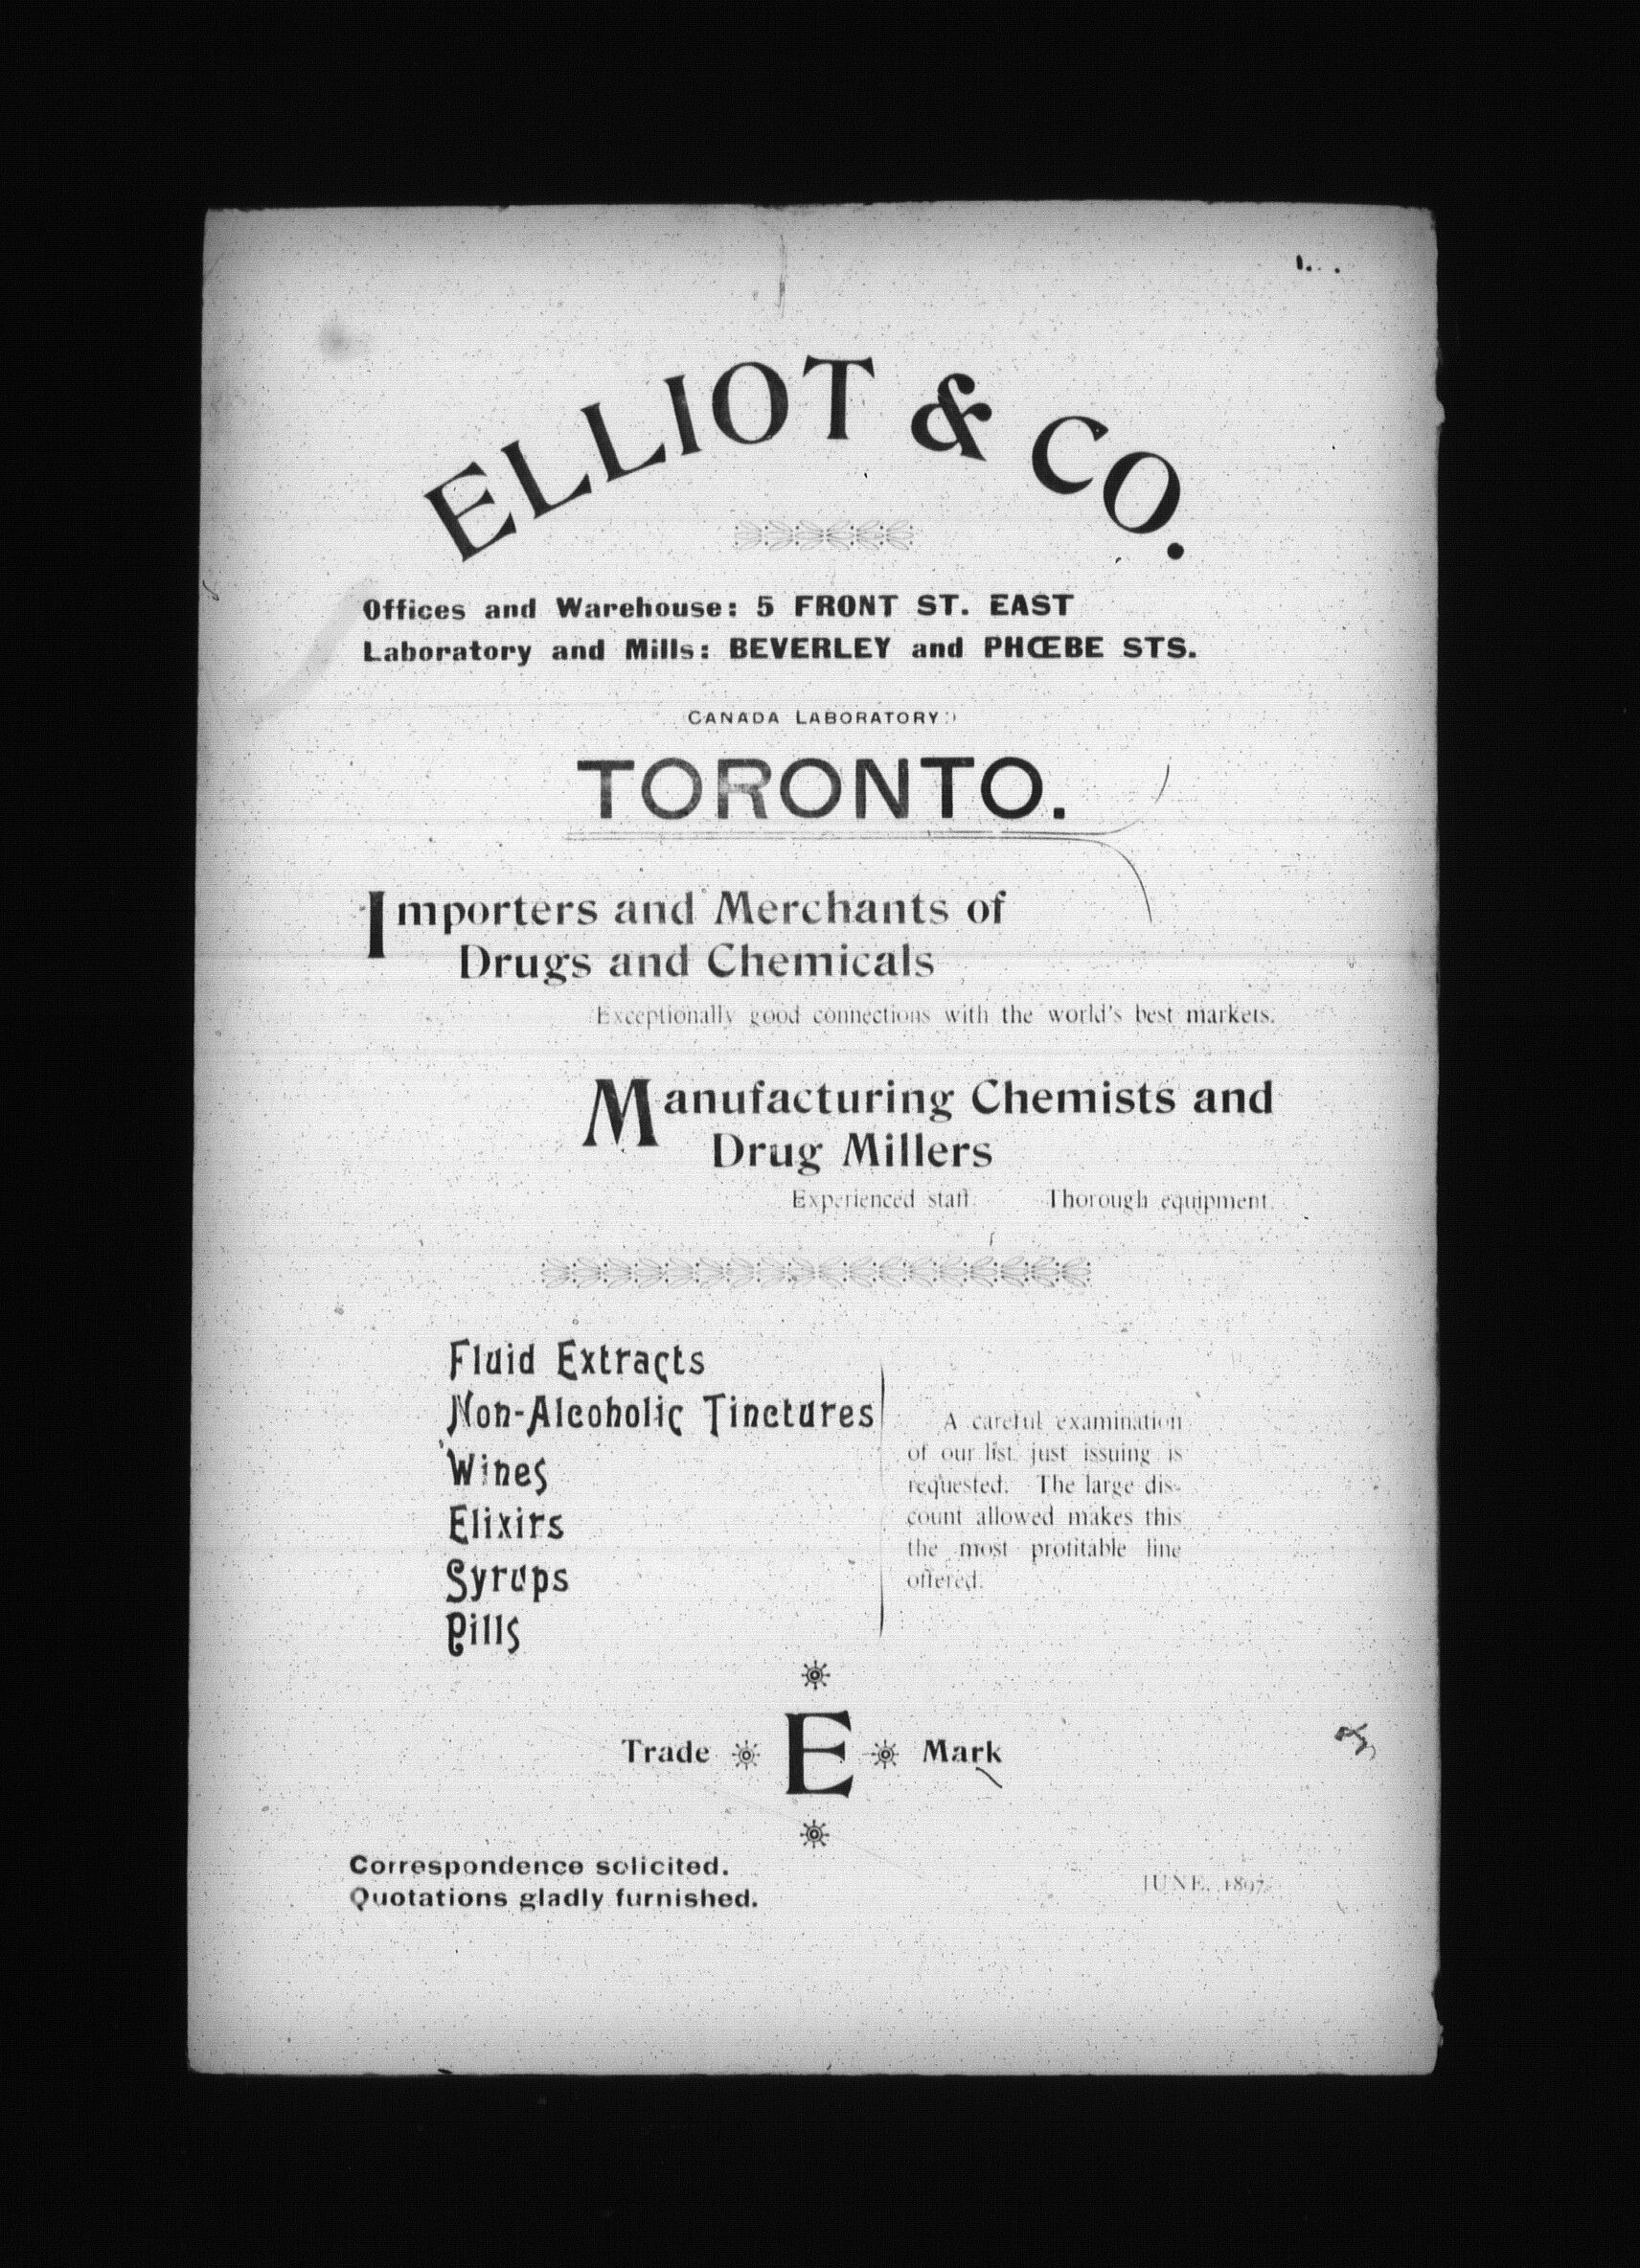 ELLIOT & CO.
Offices and Warehouse: 5 FRONT ST. EAST
Laboratory and Mills: BEVERLEY and PHŒBE STS.
(CANADA LABORATORY)
TORONTO.
Importers and Merchants of
Drugs and Chemicals
Exceptionally good connections with the world's best markets.
Manufacturing Chemists and
Drug Millers
Experienced staff. Thorough equipment.
Fluid Extracts
Non-Alcoholic Tinctures
Wines
Elixirs
Syrups
Pills
A careful examination
of our list just issuing is
requested. The large dis-
count allowed makes this
the most profitable line
offered.
Trade E Mark
Correspondence solicited.
Quotations gladly furnished.
JUNE, 1897.